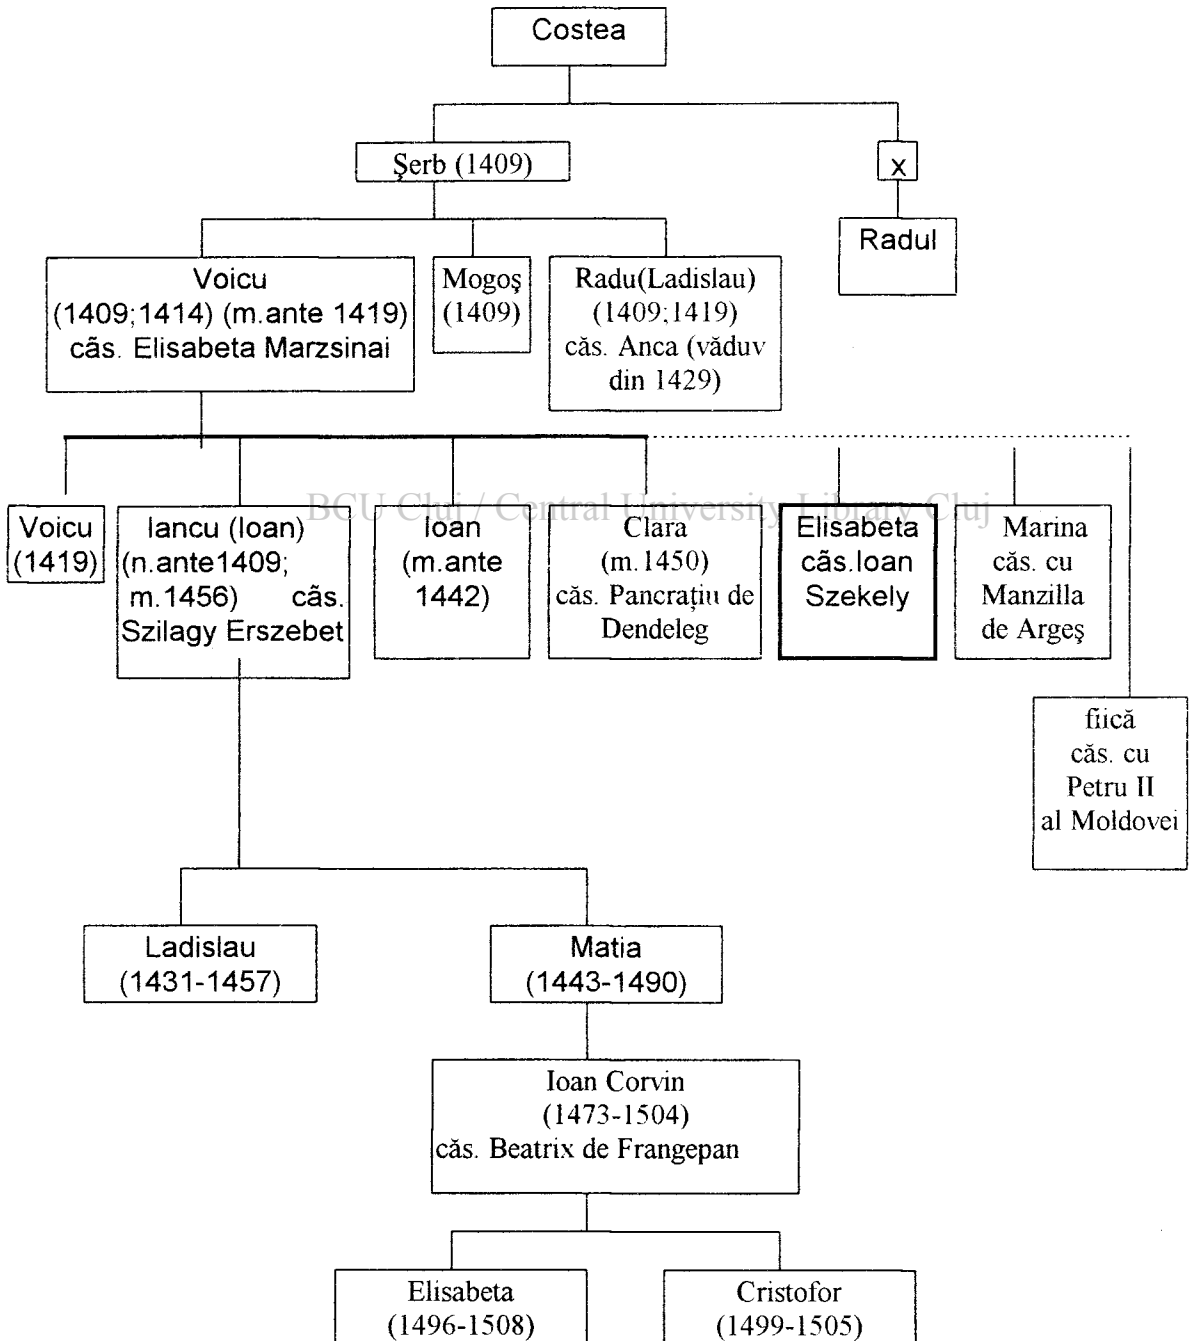 Costea
Şerb (1409)
x
Radul
Voicu
(1409;1414) (m.ante 1419)
cãs. Elisabeta Marzsinai
Mogoş
(1409)
Radu(Ladislau)
(1409;1419)
căs. Anca (văduv
din 1429)
BCU Cluj / Central University Library Cluj
Voicu
(1419)
Iancu (Ioan)
(n.ante1409;
m.1456) cãs.
Szilagy Erszebet
Ioan
(m.ante
1442)
Clara
(m.1450)
căs. Pancraţiu de
Dendeleg
Elisabeta
cãs.Ioan
Szekely
Marina
căs. cu
Manzilla
de Argeş
fiică
căs. cu
Petru II
al Moldovei
Ladislau
(1431-1457)
Matia
(1443-1490)
Ioan Corvin
(1473-1504)
căs. Beatrix de Frangepan
Elisabeta
(1496-1508)
Cristofor
(1499-1505)